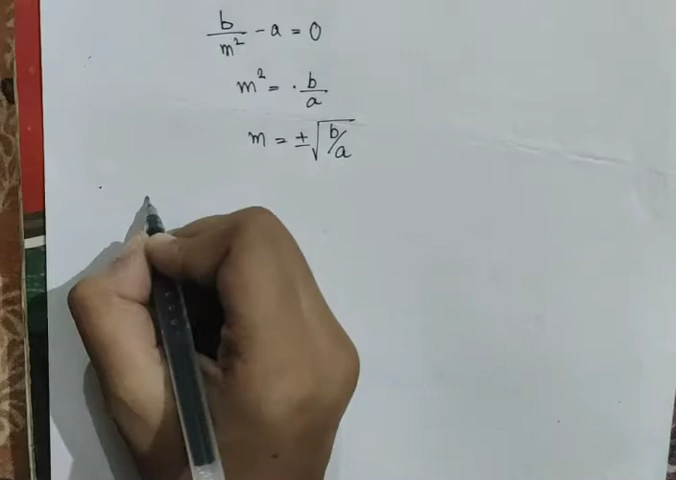 b/m² - a = 0
m² = b/a
m = ±√(b/a)